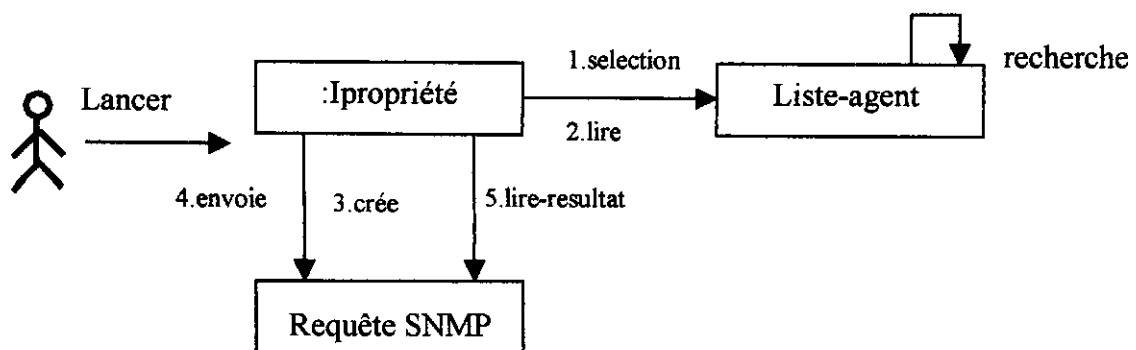 Lancer
:Ipropriété
1.selection
2.lire
Liste-agent
recherche
4.envoie
3.crée
5.lire-resultat
Requête SNMP